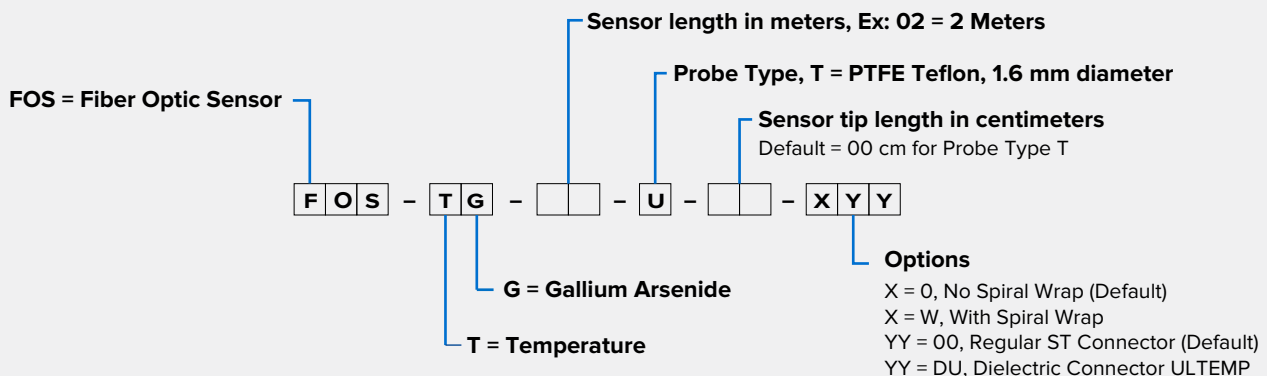 Sensor length in meters, Ex: 02 = 2 Meters
Probe Type, T = PTFE Teflon, 1.6 mm diameter
FOS = Fiber Optic Sensor
Sensor tip length in centimeters
Default = 00 cm for Probe Type T
F O S – T G – – U – – X Y Y
Options
G = Gallium Arsenide
X = 0, No Spiral Wrap (Default)
X = W, With Spiral Wrap
T = Temperature
YY = 00, Regular ST Connector (Default)
YY = DU, Dielectric Connector ULTEMP